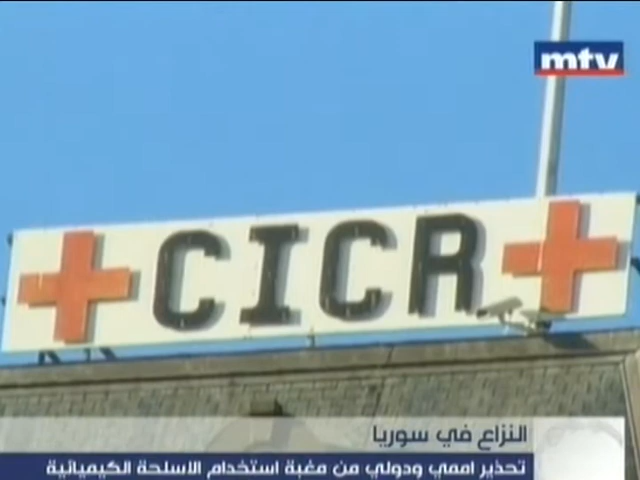 mtv
CICR
النزاع في سوريا
تحذير اممي ودولي من مغبة استخدام الاسلحة الكيميائية